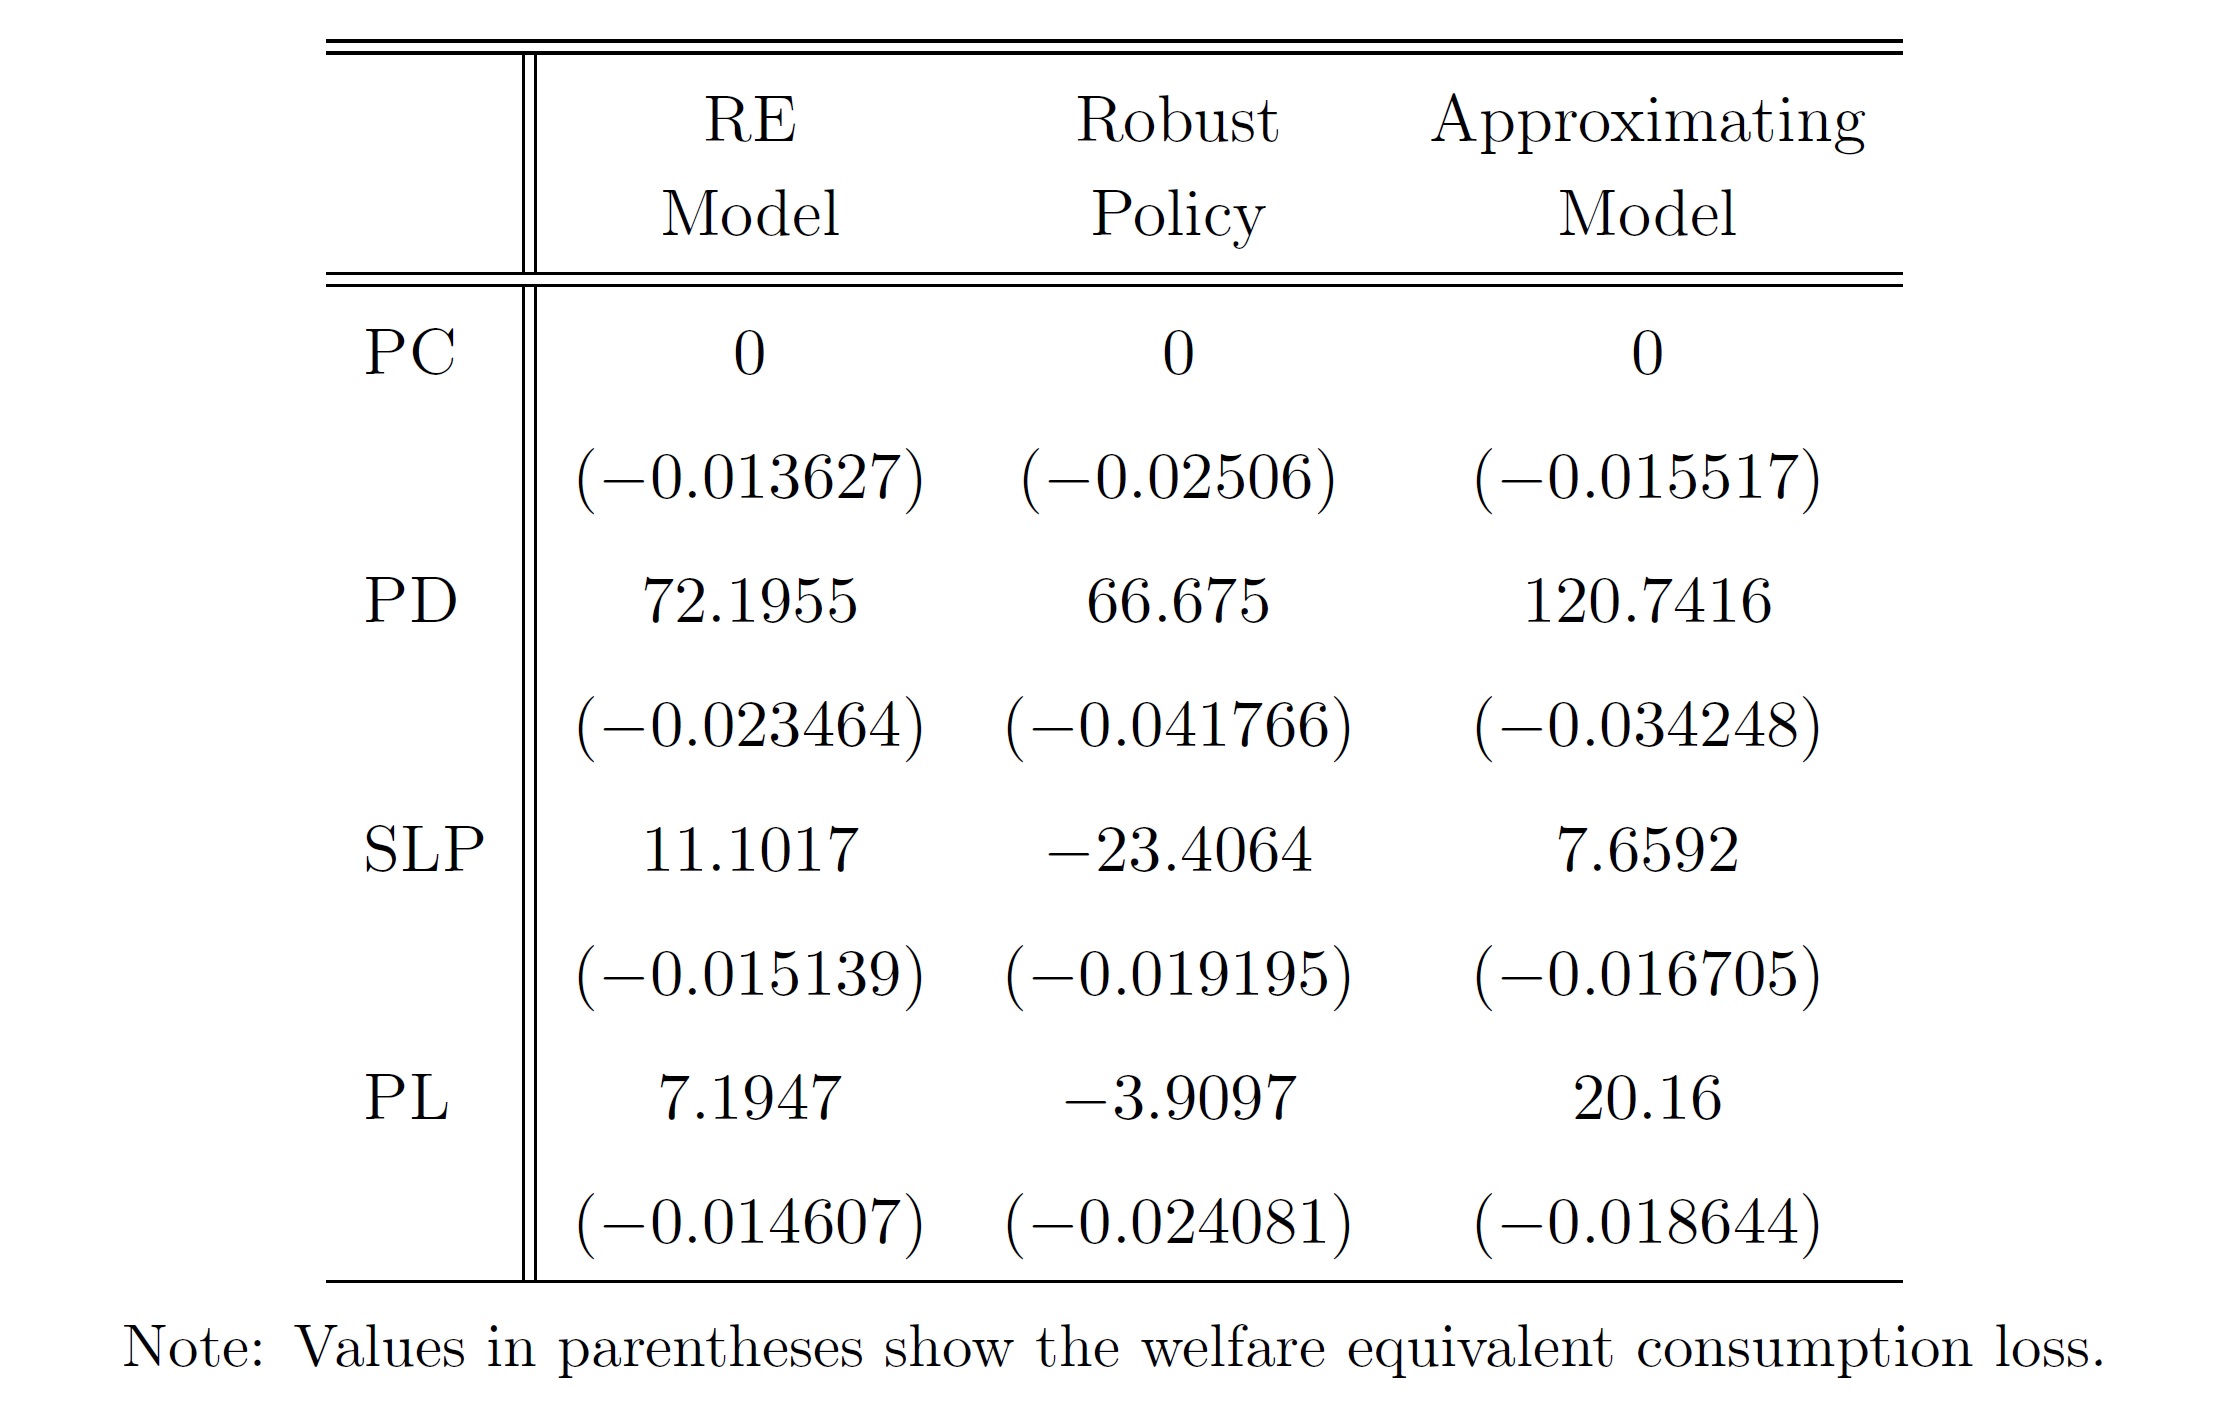 RE Robust Approximating
Model Policy Model
PC 0 0 0
(−0.013627) (−0.02506) (−0.015517)
PD 72.1955 66.675 120.7416
(−0.023464) (−0.041766) (−0.034248)
SLP 11.1017 −23.4064 7.6592
(−0.015139) (−0.019195) (−0.016705)
PL 7.1947 −3.9097 20.16
(−0.014607) (−0.024081) (−0.018644)
Note: Values in parentheses show the welfare equivalent consumption loss.